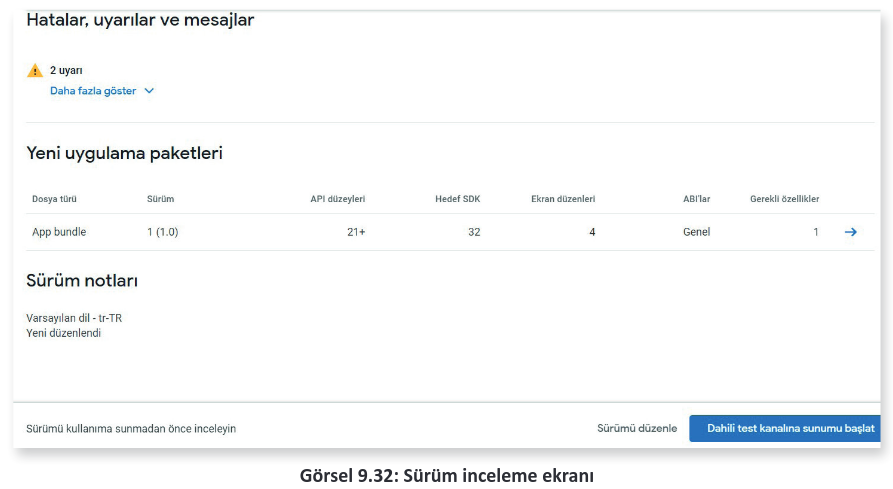 Hatalar, uyarılar ve mesajlar
2 uyarı
Daha fazla göster
Yeni uygulama paketleri
Dosya türü Sürüm API düzeyleri Hedef SDK Ekran düzenleri ABI'lar Gerekli özellikler
App bundle 1 (1.0) 21+ 32 4 Genel 1
Sürüm notları
Varsayılan dil - tr-TR
Yeni düzenlendi
Sürümü kullanıma sunmadan önce inceleyin Sürümü düzenle Dahili test kanalına sunumu başlat
Görsel 9.32: Sürüm inceleme ekranı